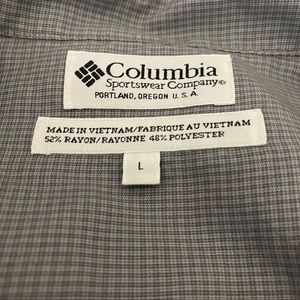 Columbia
Sportswear Company®
PORTLAND, OREGON U.S.A.
MADE IN VIETNAM/FABRIQUE AU VIETNAM
52% RAYON/RAYONNE 48% POLYESTER
L